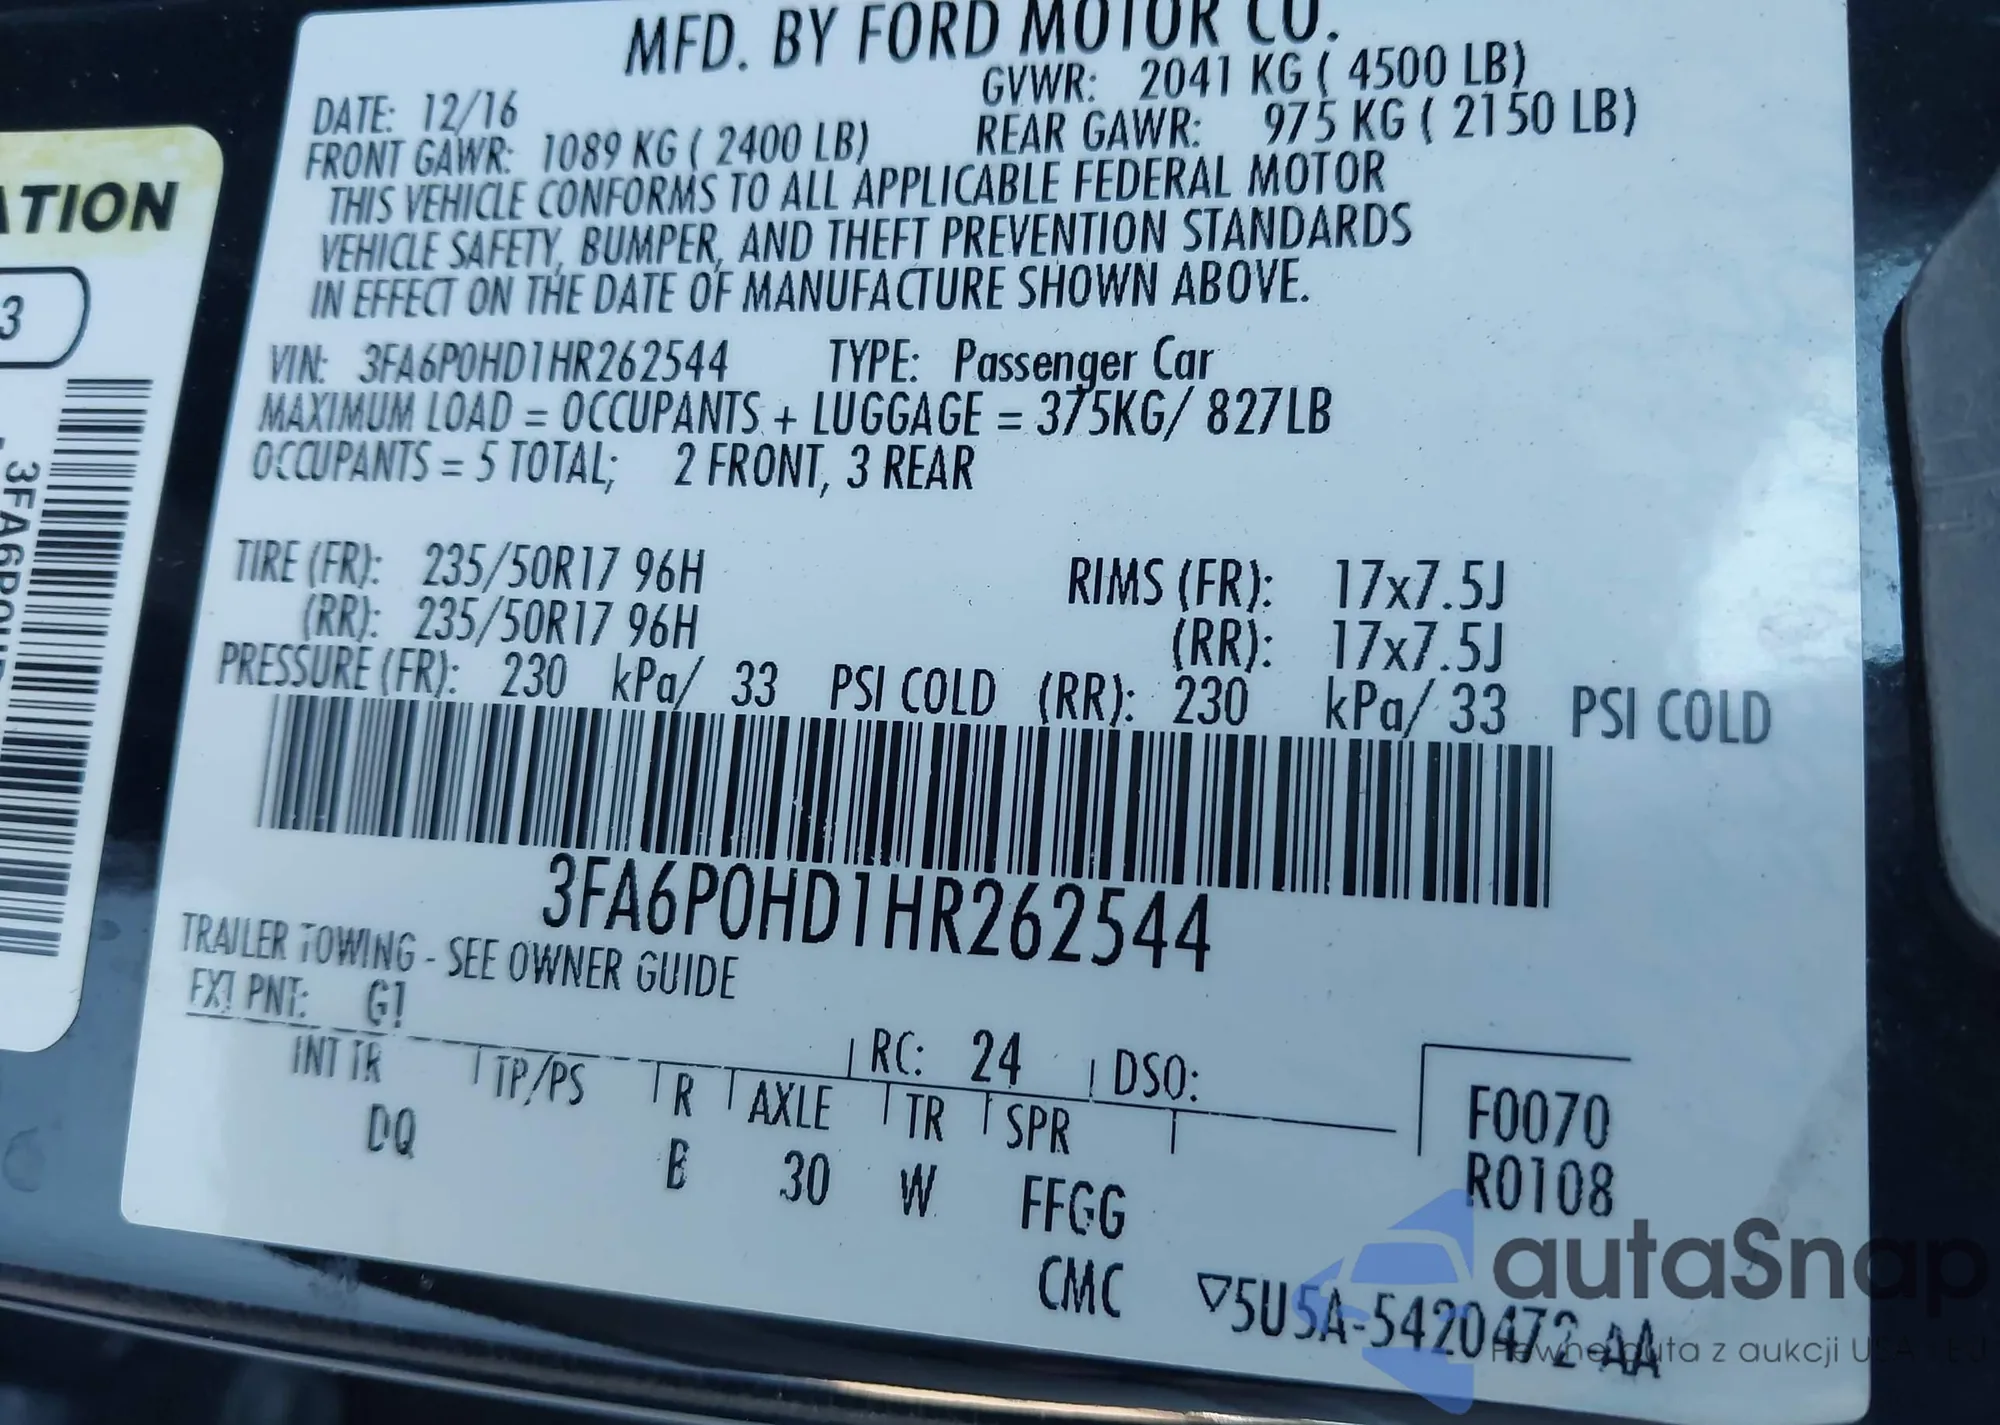 MFD. BY FORD MOTOR CO.
DATE: 12/16 GVWR: 2041 KG ( 4500 LB)
FRONT GAWR: 1089 KG ( 2400 LB) REAR GAWR: 975 KG ( 2150 LB)
THIS VEHICLE CONFORMS TO ALL APPLICABLE FEDERAL MOTOR
VEHICLE SAFETY, BUMPER, AND THEFT PREVENTION STANDARDS
IN EFFECT ON THE DATE OF MANUFACTURE SHOWN ABOVE.
VIN: 3FA6P0HD1HR262544 TYPE: Passenger Car
MAXIMUM LOAD = OCCUPANTS + LUGGAGE = 375KG/ 827LB
OCCUPANTS = 5 TOTAL; 2 FRONT, 3 REAR
TIRE (FR): 235/50R17 96H RIMS (FR): 17x7.5J
(RR): 235/50R17 96H (RR): 17x7.5J
PRESSURE (FR): 230 kPa/ 33 PSI COLD (RR): 230 kPa/ 33 PSI COLD
3FA6P0HD1HR262544
TRAILER TOWING - SEE OWNER GUIDE
EXT PNT: G1 RC: 24 DSO:
INT TR TP/PS R AXLE TR SPR F0070
DQ B 30 W FFGG R0108
CMC ▽5U5A-5420472-AA
ATION
3
3FA6P0H
autaSnap
Pewne auta z aukcji USA